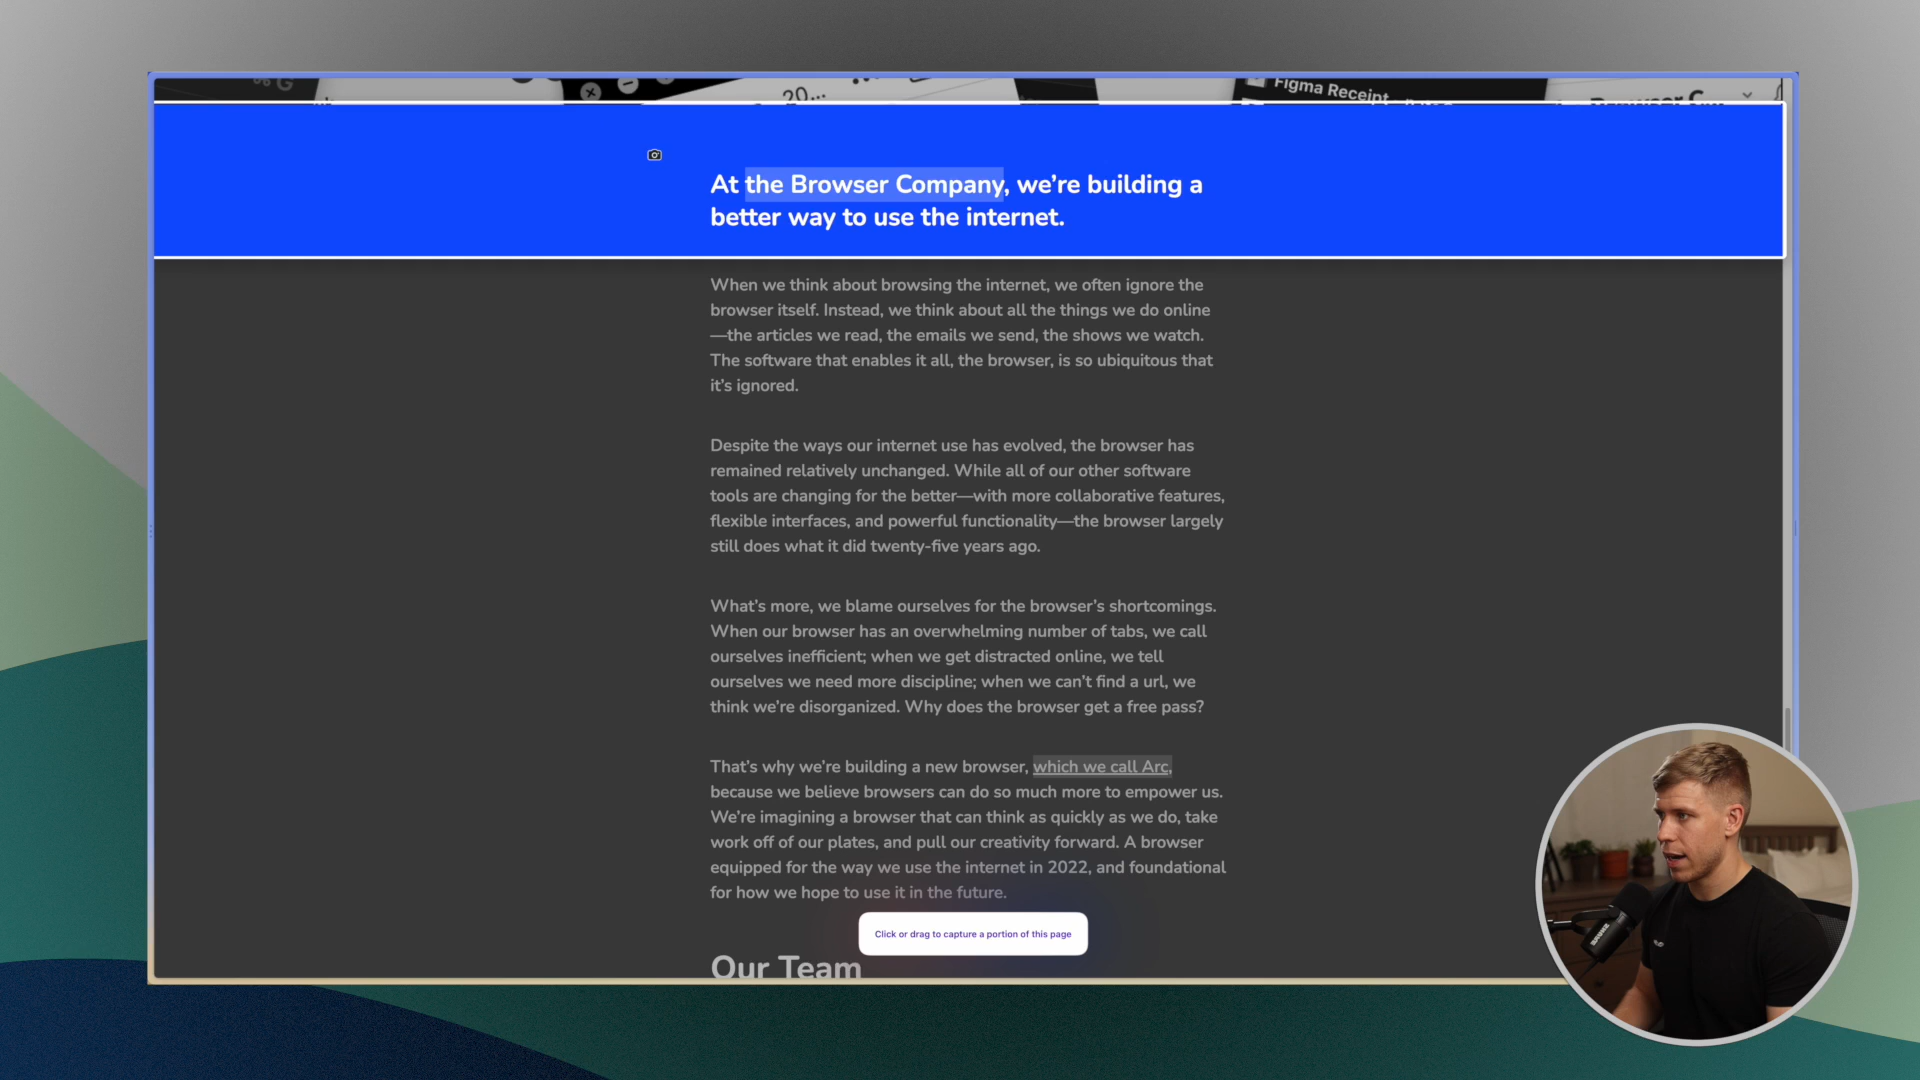 G
20...
Figma Receipt
At the Browser Company, we’re building a
better way to use the internet.
When we think about browsing the internet, we often ignore the
browser itself. Instead, we think about all the things we do online
—the articles we read, the emails we send, the shows we watch.
The software that enables it all, the browser, is so ubiquitous that
it’s ignored.
Despite the ways our internet use has evolved, the browser has
remained relatively unchanged. While all of our other software
tools are changing for the better—with more collaborative features,
flexible interfaces, and powerful functionality—the browser largely
still does what it did twenty-five years ago.
What’s more, we blame ourselves for the browser’s shortcomings.
When our browser has an overwhelming number of tabs, we call
ourselves inefficient; when we get distracted online, we tell
ourselves we need more discipline; when we can’t find a url, we
think we’re disorganized. Why does the browser get a free pass?
That’s why we’re building a new browser, which we call Arc,
because we believe browsers can do so much more to empower us.
We’re imagining a browser that can think as quickly as we do, take
work off of our plates, and pull our creativity forward. A browser
equipped for the way we use the internet in 2022, and foundational
for how we hope to use it in the future.
Click or drag to capture a portion of this page
Our Team